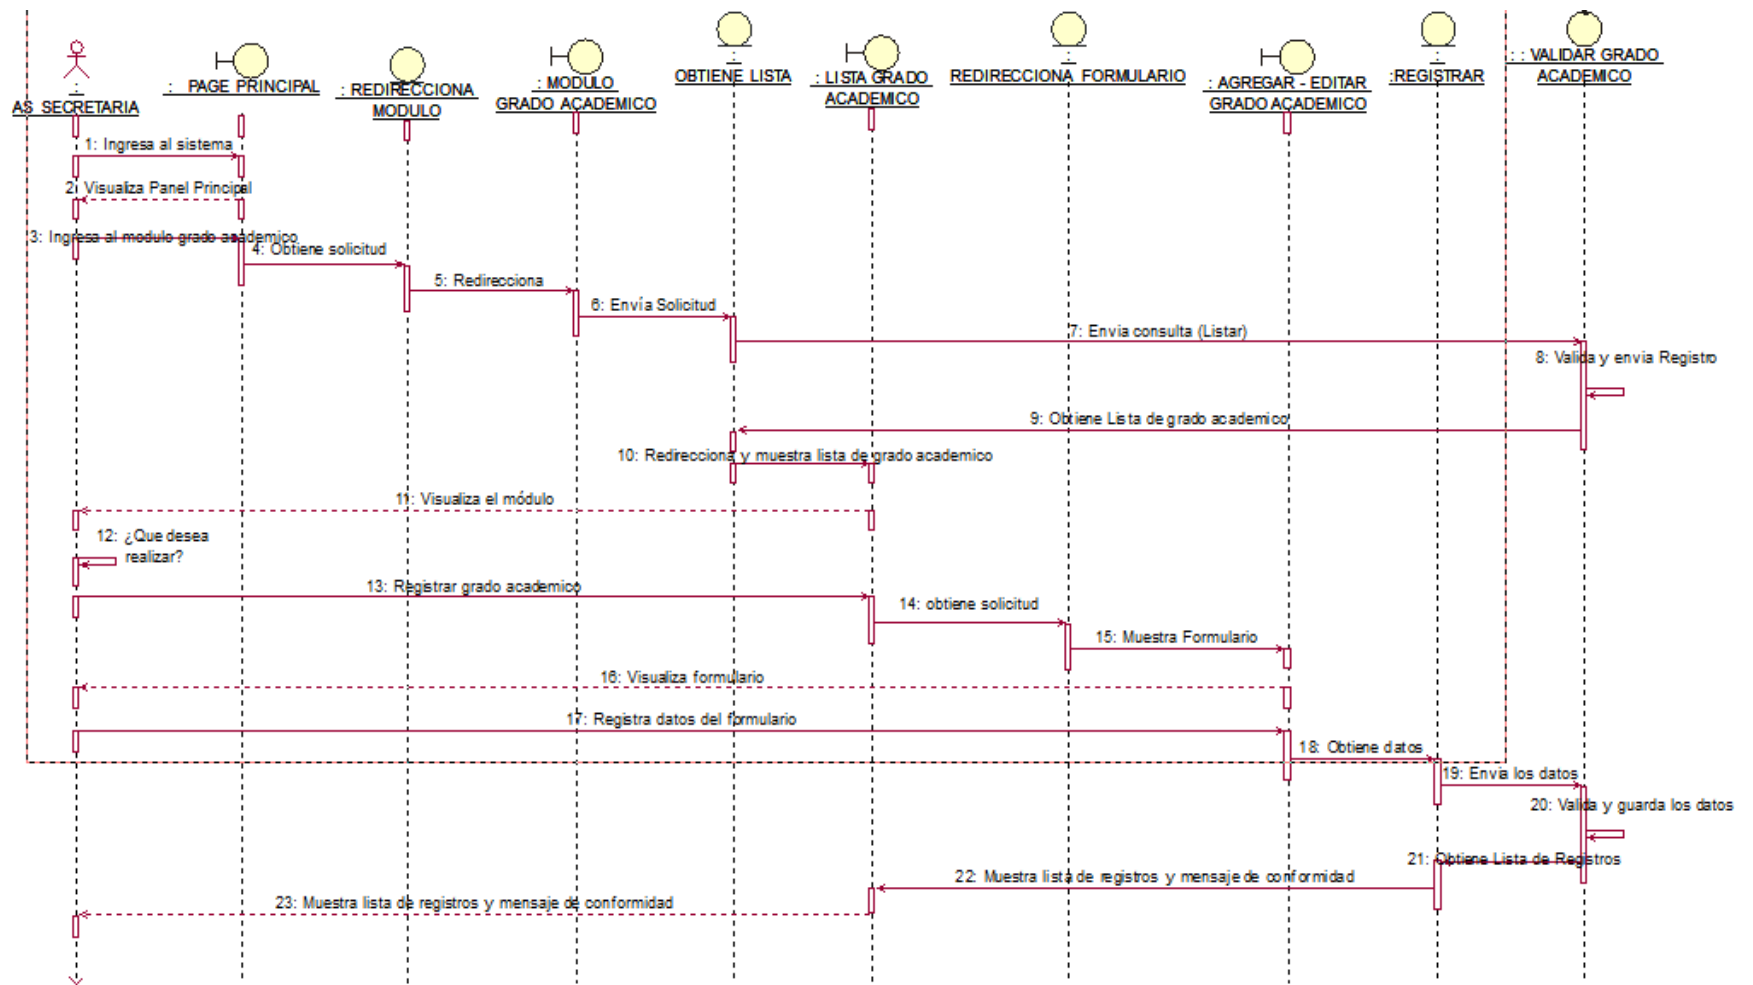 :
AS SECRETARIA
: PAGE PRINCIPAL
: REDIRECCIONA
MODULO
: MODULO
GRADO ACADEMICO
:
OBTIENE LISTA
: LISTA GRADO
ACADEMICO
:
REDIRECCIONA FORMULARIO
: AGREGAR - EDITAR
GRADO ACADEMICO
:
:REGISTRAR
: : VALIDAR GRADO
ACADEMICO
1: Ingresa al sistema
2: Visualiza Panel Principal
3: Ingresa al modulo grado academico
4: Obtiene solicitud
5: Redirecciona
6: Envía Solicitud
7: Envia consulta (Listar)
8: Valida y envia Registro
9: Obtiene Lista de grado academico
10: Redirecciona y muestra lista de grado academico
11: Visualiza el módulo
12: ¿Que desea
realizar?
13: Registrar grado academico
14: obtiene solicitud
15: Muestra Formulario
16: Visualiza formulario
17: Registra datos del formulario
18: Obtiene datos
19: Envia los datos
20: Valida y guarda los datos
21: Obtiene Lista de Registros
22: Muestra lista de registros y mensaje de conformidad
23: Muestra lista de registros y mensaje de conformidad